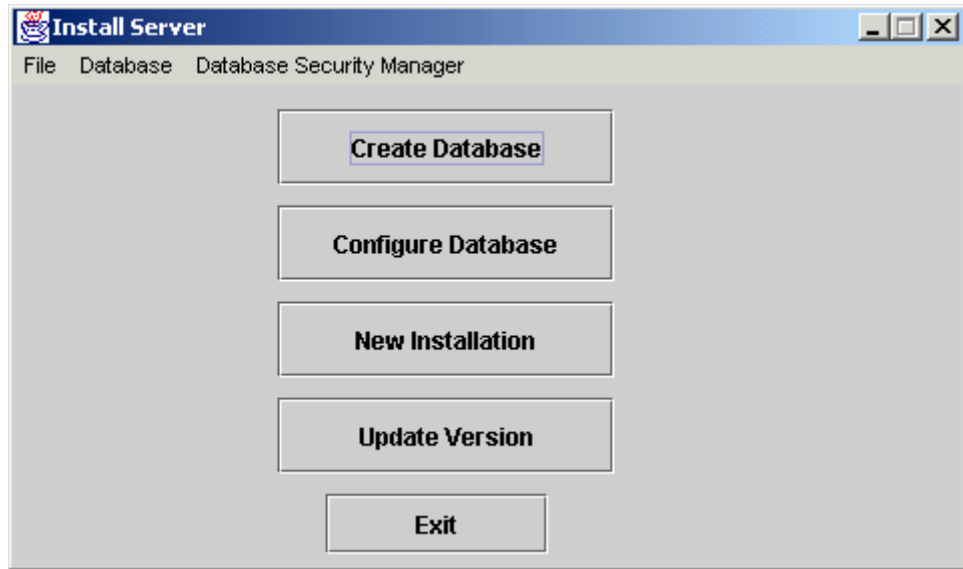 Install Server
File Database Database Security Manager
Create Database
Configure Database
New Installation
Update Version
Exit